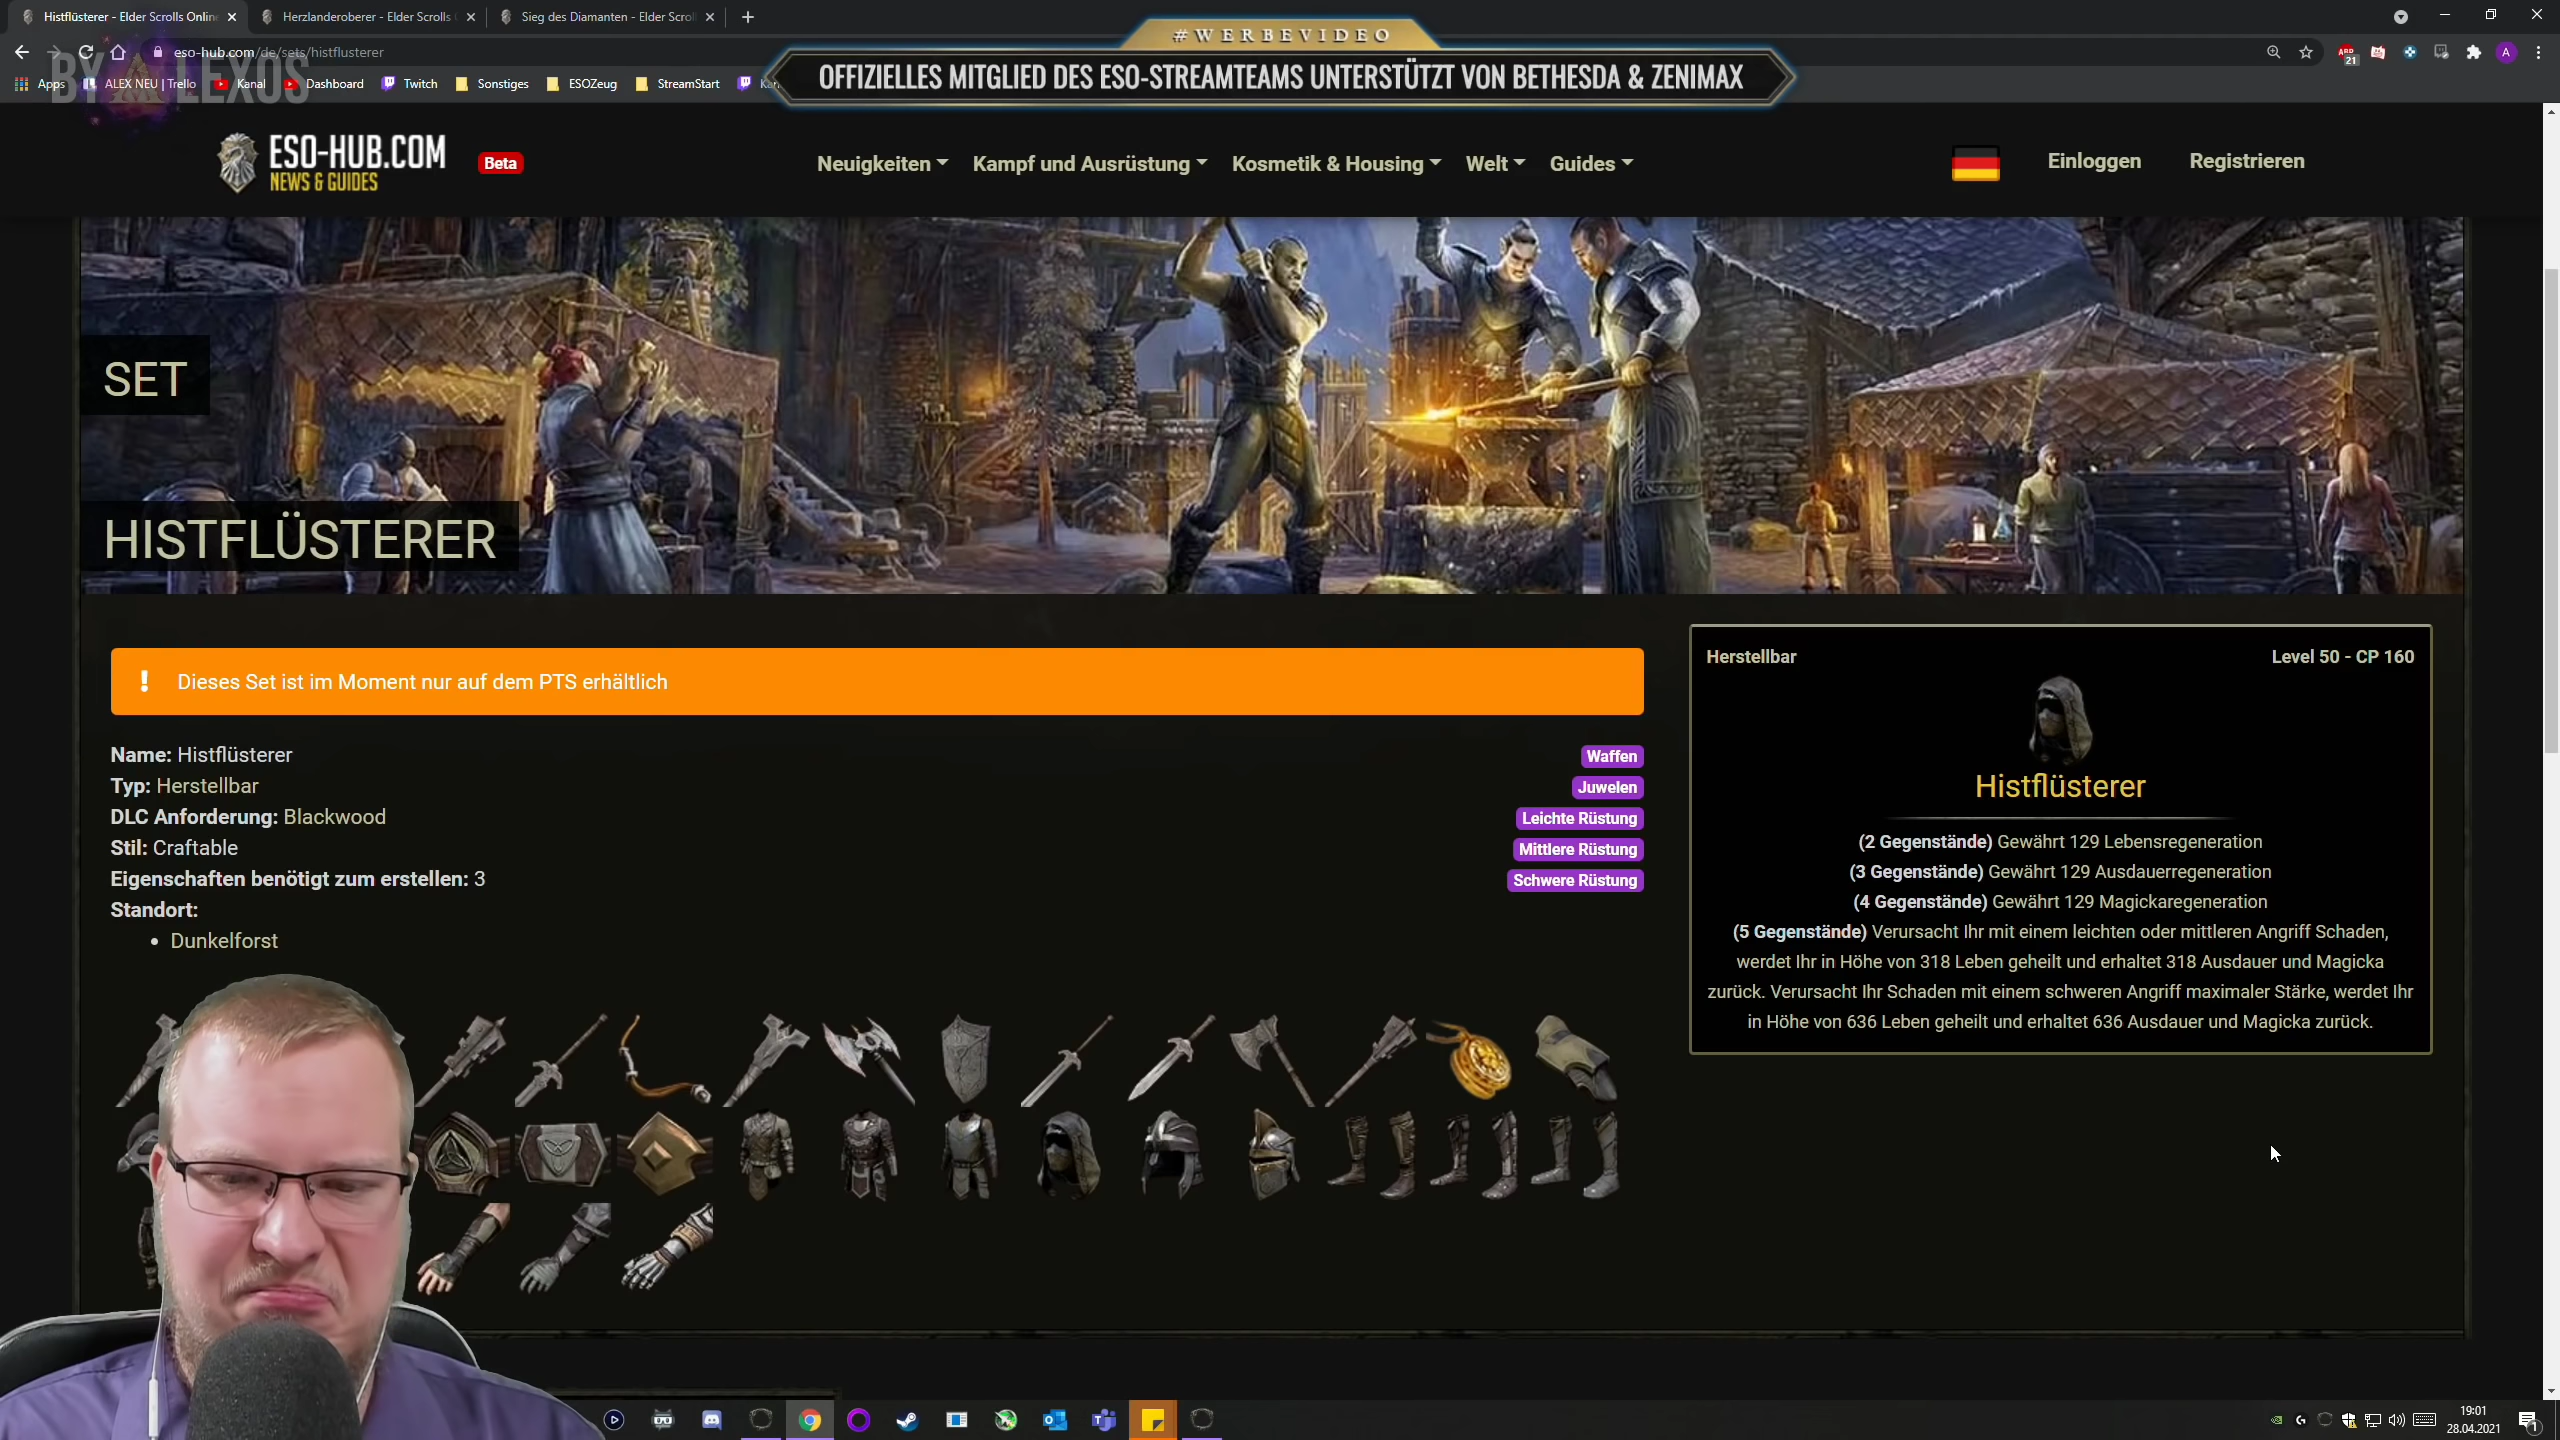 Histflüsterer - Elder Scrolls Onlin
Herzlanderoberer - Elder Scrolls
Sieg des Diamanten - Elder Scrol
#WERBEVIDEO
eso-hub.com/de/sets/histflusterer
OFFIZIELLES MITGLIED DES ESO-STREAMTEAMS UNTERSTÜTZT VON BETHESDA & ZENIMAX
ABP
21
A
Apps
ALEX NEU | Trello
Kanal
Dashboard
Twitch
Sonstiges
ESOZeug
StreamStart
BY ALEXOS
ESO-HUB.COM
NEWS & GUIDES
Beta
Neuigkeiten
Kampf und Ausrüstung
Kosmetik & Housing
Welt
Guides
Einloggen
Registrieren
SET
HISTFLÜSTERER
! Dieses Set ist im Moment nur auf dem PTS erhältlich
Name: Histflüsterer
Typ: Herstellbar
DLC Anforderung: Blackwood
Stil: Craftable
Eigenschaften benötigt zum erstellen: 3
Standort:
• Dunkelforst
Waffen
Juwelen
Leichte Rüstung
Mittlere Rüstung
Schwere Rüstung
Herstellbar
Level 50 - CP 160
Histflüsterer
(2 Gegenstände) Gewährt 129 Lebensregeneration
(3 Gegenstände) Gewährt 129 Ausdauerregeneration
(4 Gegenstände) Gewährt 129 Magickaregeneration
(5 Gegenstände) Verursacht Ihr mit einem leichten oder mittleren Angriff Schaden,
werdet Ihr in Höhe von 318 Leben geheilt und erhaltet 318 Ausdauer und Magicka
zurück. Verursacht Ihr Schaden mit einem schweren Angriff maximaler Stärke, werdet Ihr
in Höhe von 636 Leben geheilt und erhaltet 636 Ausdauer und Magicka zurück.
19:01
28.04.2021
1